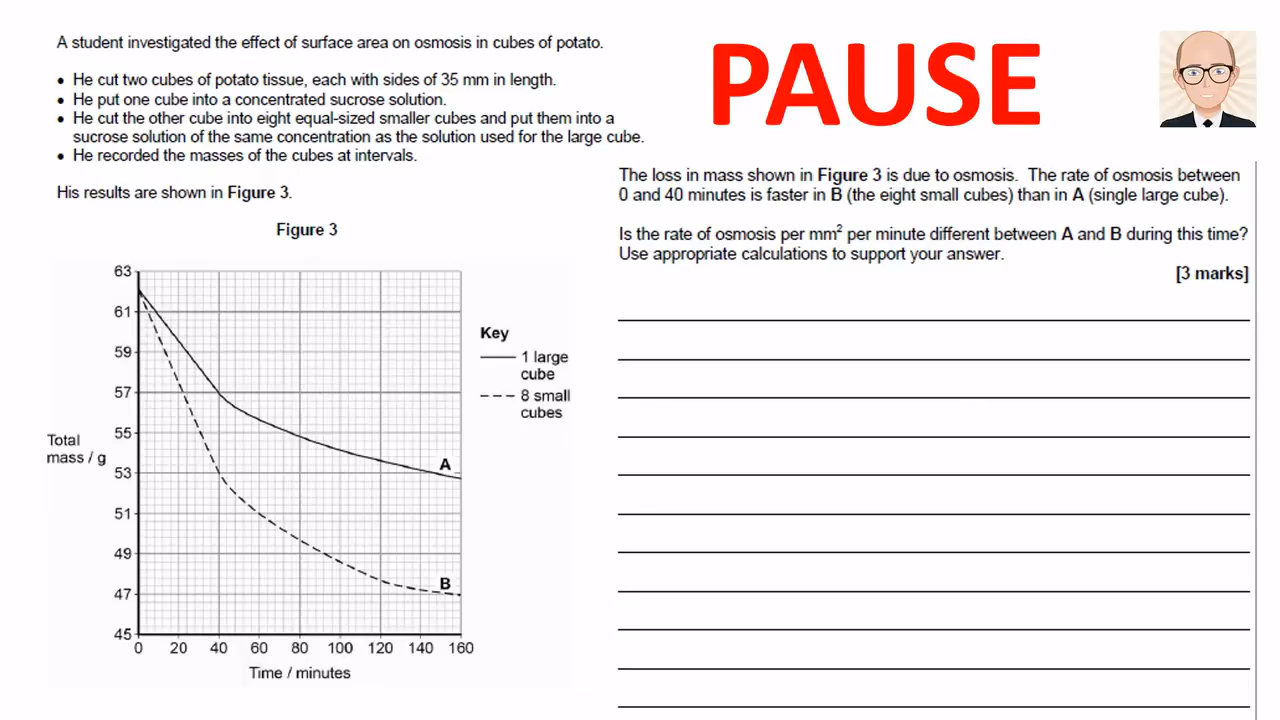 A student investigated the effect of surface area on osmosis in cubes of potato.
• He cut two cubes of potato tissue, each with sides of 35 mm in length.
• He put one cube into a concentrated sucrose solution.
• He cut the other cube into eight equal-sized smaller cubes and put them into a
sucrose solution of the same concentration as the solution used for the large cube.
• He recorded the masses of the cubes at intervals.
His results are shown in Figure 3.
Figure 3
63
61
59
57
55
53
51
49
47
45
Total
mass / g
0 20 40 60 80 100 120 140 160
Time / minutes
A
B
Key
1 large
cube
8 small
cubes
PAUSE
The loss in mass shown in Figure 3 is due to osmosis. The rate of osmosis between
0 and 40 minutes is faster in B (the eight small cubes) than in A (single large cube).
Is the rate of osmosis per mm² per minute different between A and B during this time?
Use appropriate calculations to support your answer.
[3 marks]